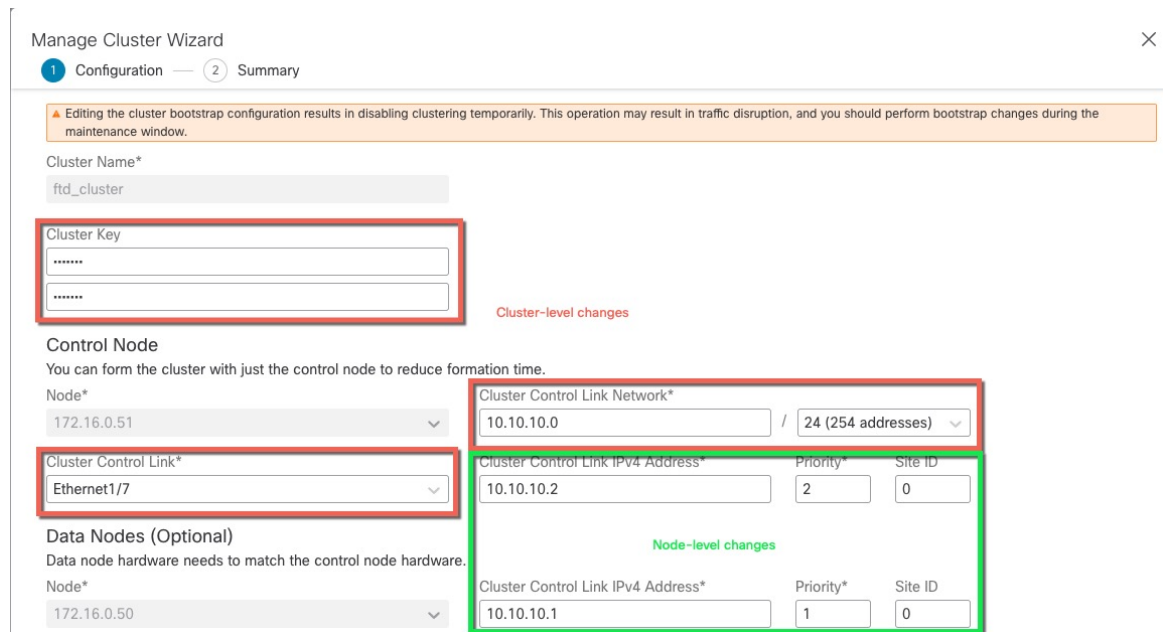 Manage Cluster Wizard
1 Configuration — 2 Summary
Editing the cluster bootstrap configuration results in disabling clustering temporarily. This operation may result in traffic disruption, and you should perform bootstrap changes during the
maintenance window.
Cluster Name*
ftd_cluster
Cluster Key
.......
.......
Cluster-level changes
Control Node
You can form the cluster with just the control node to reduce formation time.
Node* Cluster Control Link Network*
172.16.0.51 10.10.10.0 / 24 (254 addresses)
Cluster Control Link* Cluster Control Link IPv4 Address* Priority* Site ID
Ethernet1/7 10.10.10.2 2 0
Data Nodes (Optional)
Node-level changes
Data node hardware needs to match the control node hardware.
Node* Cluster Control Link IPv4 Address* Priority* Site ID
172.16.0.50 10.10.10.1 1 0